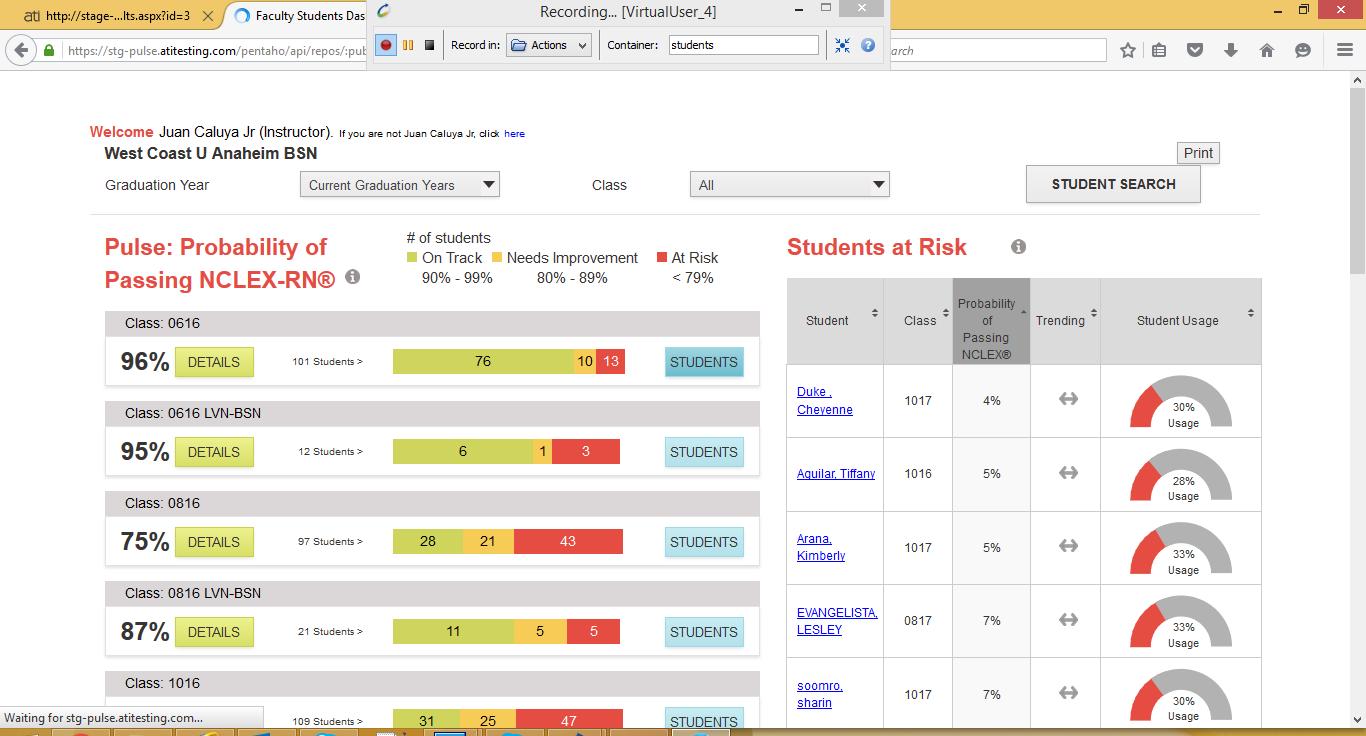 ati http://stage-...lts.aspx?id=3
Faculty Students Das
Recording... [VirtualUser_4]
https://stg-pulse.atitesting.com/pentaho/api/repos/:pul
Record in: Actions
Container: students
arch
Welcome Juan Caluya Jr (Instructor). If you are not Juan Caluya Jr, click here
West Coast U Anaheim BSN
Print
Graduation Year
Current Graduation Years
Class
All
STUDENT SEARCH
Pulse: Probability of
Passing NCLEX-RN®
# of students
On Track Needs Improvement At Risk
90% - 99% 80% - 89% < 79%
Class: 0616
96% DETAILS 101 Students > 76 10 13 STUDENTS
Class: 0616 LVN-BSN
95% DETAILS 12 Students > 6 1 3 STUDENTS
Class: 0816
75% DETAILS 97 Students > 28 21 43 STUDENTS
Class: 0816 LVN-BSN
87% DETAILS 21 Students > 11 5 5 STUDENTS
Class: 1016
109 Students > 31 25 47 STUDENTS
Students at Risk
Student
Class
Probability
of
Passing
NCLEX®
Trending
Student Usage
Duke ,
Cheyenne
1017
4%
30%
Usage
Aguilar, Tiffany
1016
5%
28%
Usage
Arana,
Kimberly
1017
5%
33%
Usage
EVANGELISTA,
LESLEY
0817
7%
33%
Usage
soomro,
sharin
1017
7%
30%
Usage
Waiting for stg-pulse.atitesting.com...